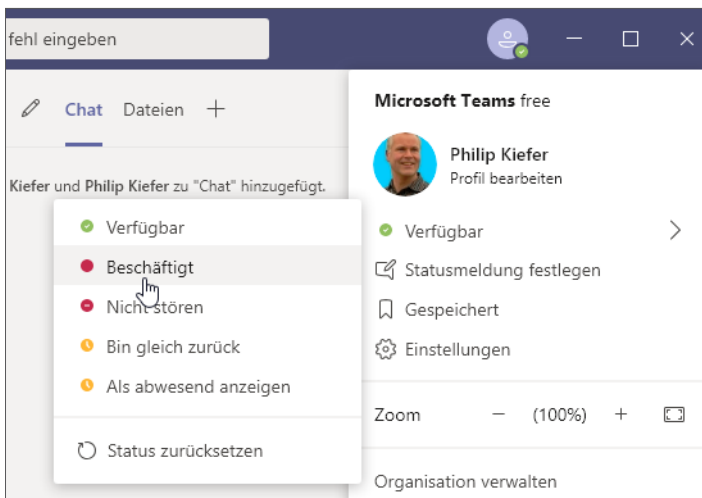 fehl eingeben
Chat Dateien
Kiefer und Philip Kiefer zu "Chat" hinzugefügt.
Verfügbar
Beschäftigt
Nicht stören
Bin gleich zurück
Als abwesend anzeigen
Status zurücksetzen
Microsoft Teams free
Philip Kiefer
Profil bearbeiten
Verfügbar
Statusmeldung festlegen
Gespeichert
Einstellungen
Zoom — (100%) +
Organisation verwalten